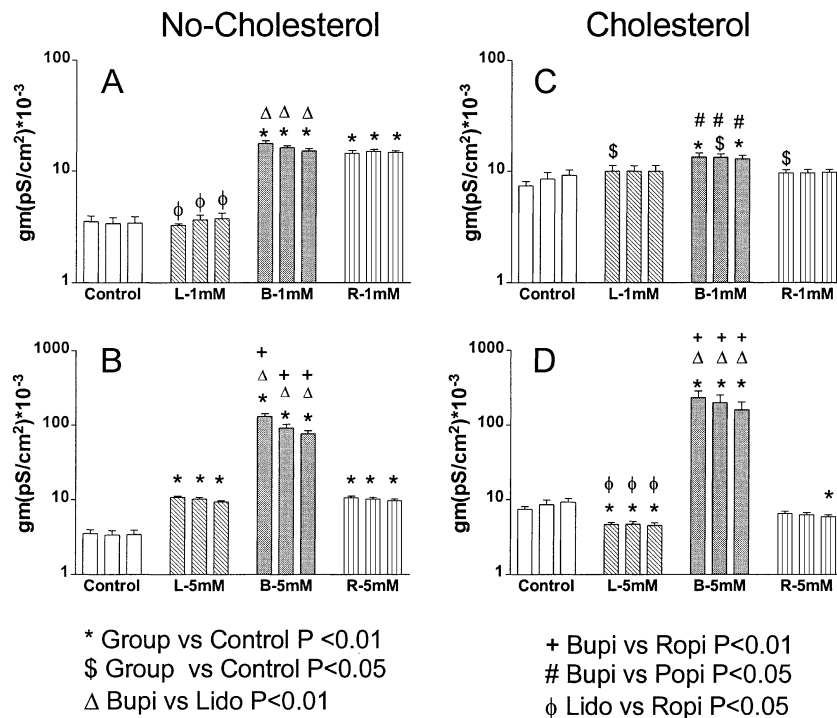 No-Cholesterol
Cholesterol
A
gm(pS/cm²)*10⁻³
100
10
1
Δ Δ Δ
* * *
* * *
ϕ ϕ ϕ
Control L-1mM B-1mM R-1mM
C
gm(pS/cm²)*10⁻³
100
10
1
# # #
* $ *
$
$
Control L-1mM B-1mM R-1mM
B
gm(pS/cm²)*10⁻³
1000
100
10
1
+ + +
Δ Δ Δ
* * *
* * *
* * *
Control L-5mM B-5mM R-5mM
D
gm(pS/cm²)*10⁻³
1000
100
10
1
+ + +
Δ Δ Δ
* * *
ϕ ϕ ϕ
* * *
*
Control L-5mM B-5mM R-5mM
* Group vs Control P <0.01
$ Group vs Control P<0.05
Δ Bupi vs Lido P<0.01
+ Bupi vs Ropi P<0.01
# Bupi vs Popi P<0.05
ϕ Lido vs Ropi P<0.05